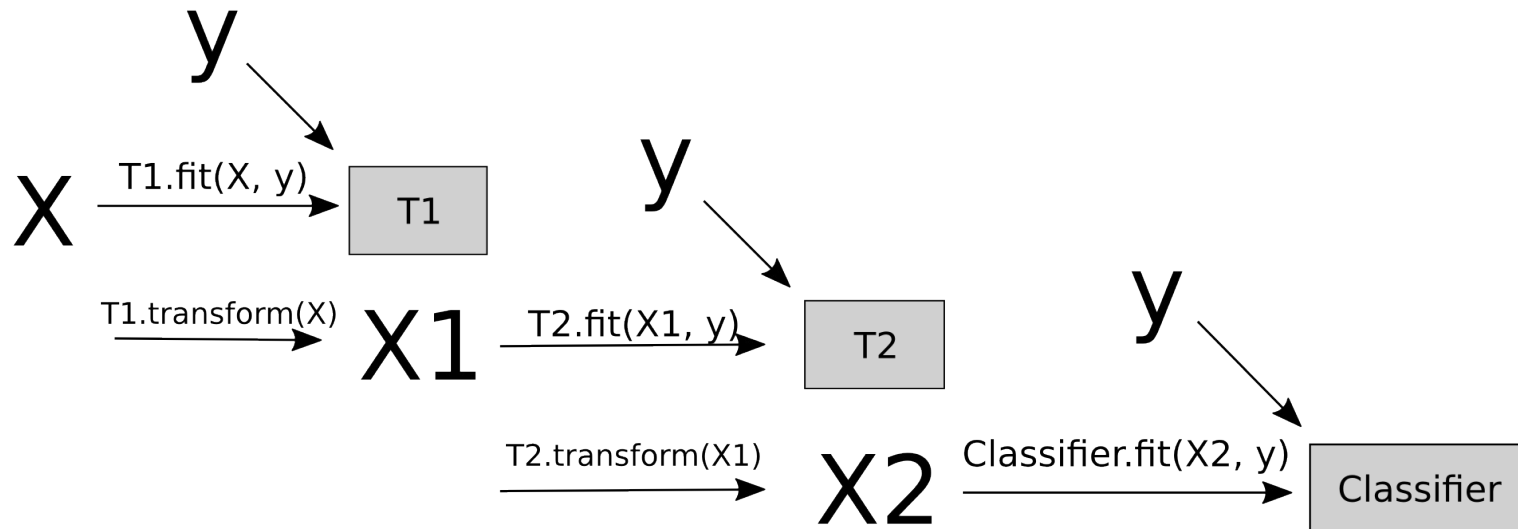 y
T1.fit(X, y)
X
T1
y
T1.transform(X)
X1
T2.fit(X1, y)
T2
y
T2.transform(X1)
X2
Classifier.fit(X2, y)
Classifier